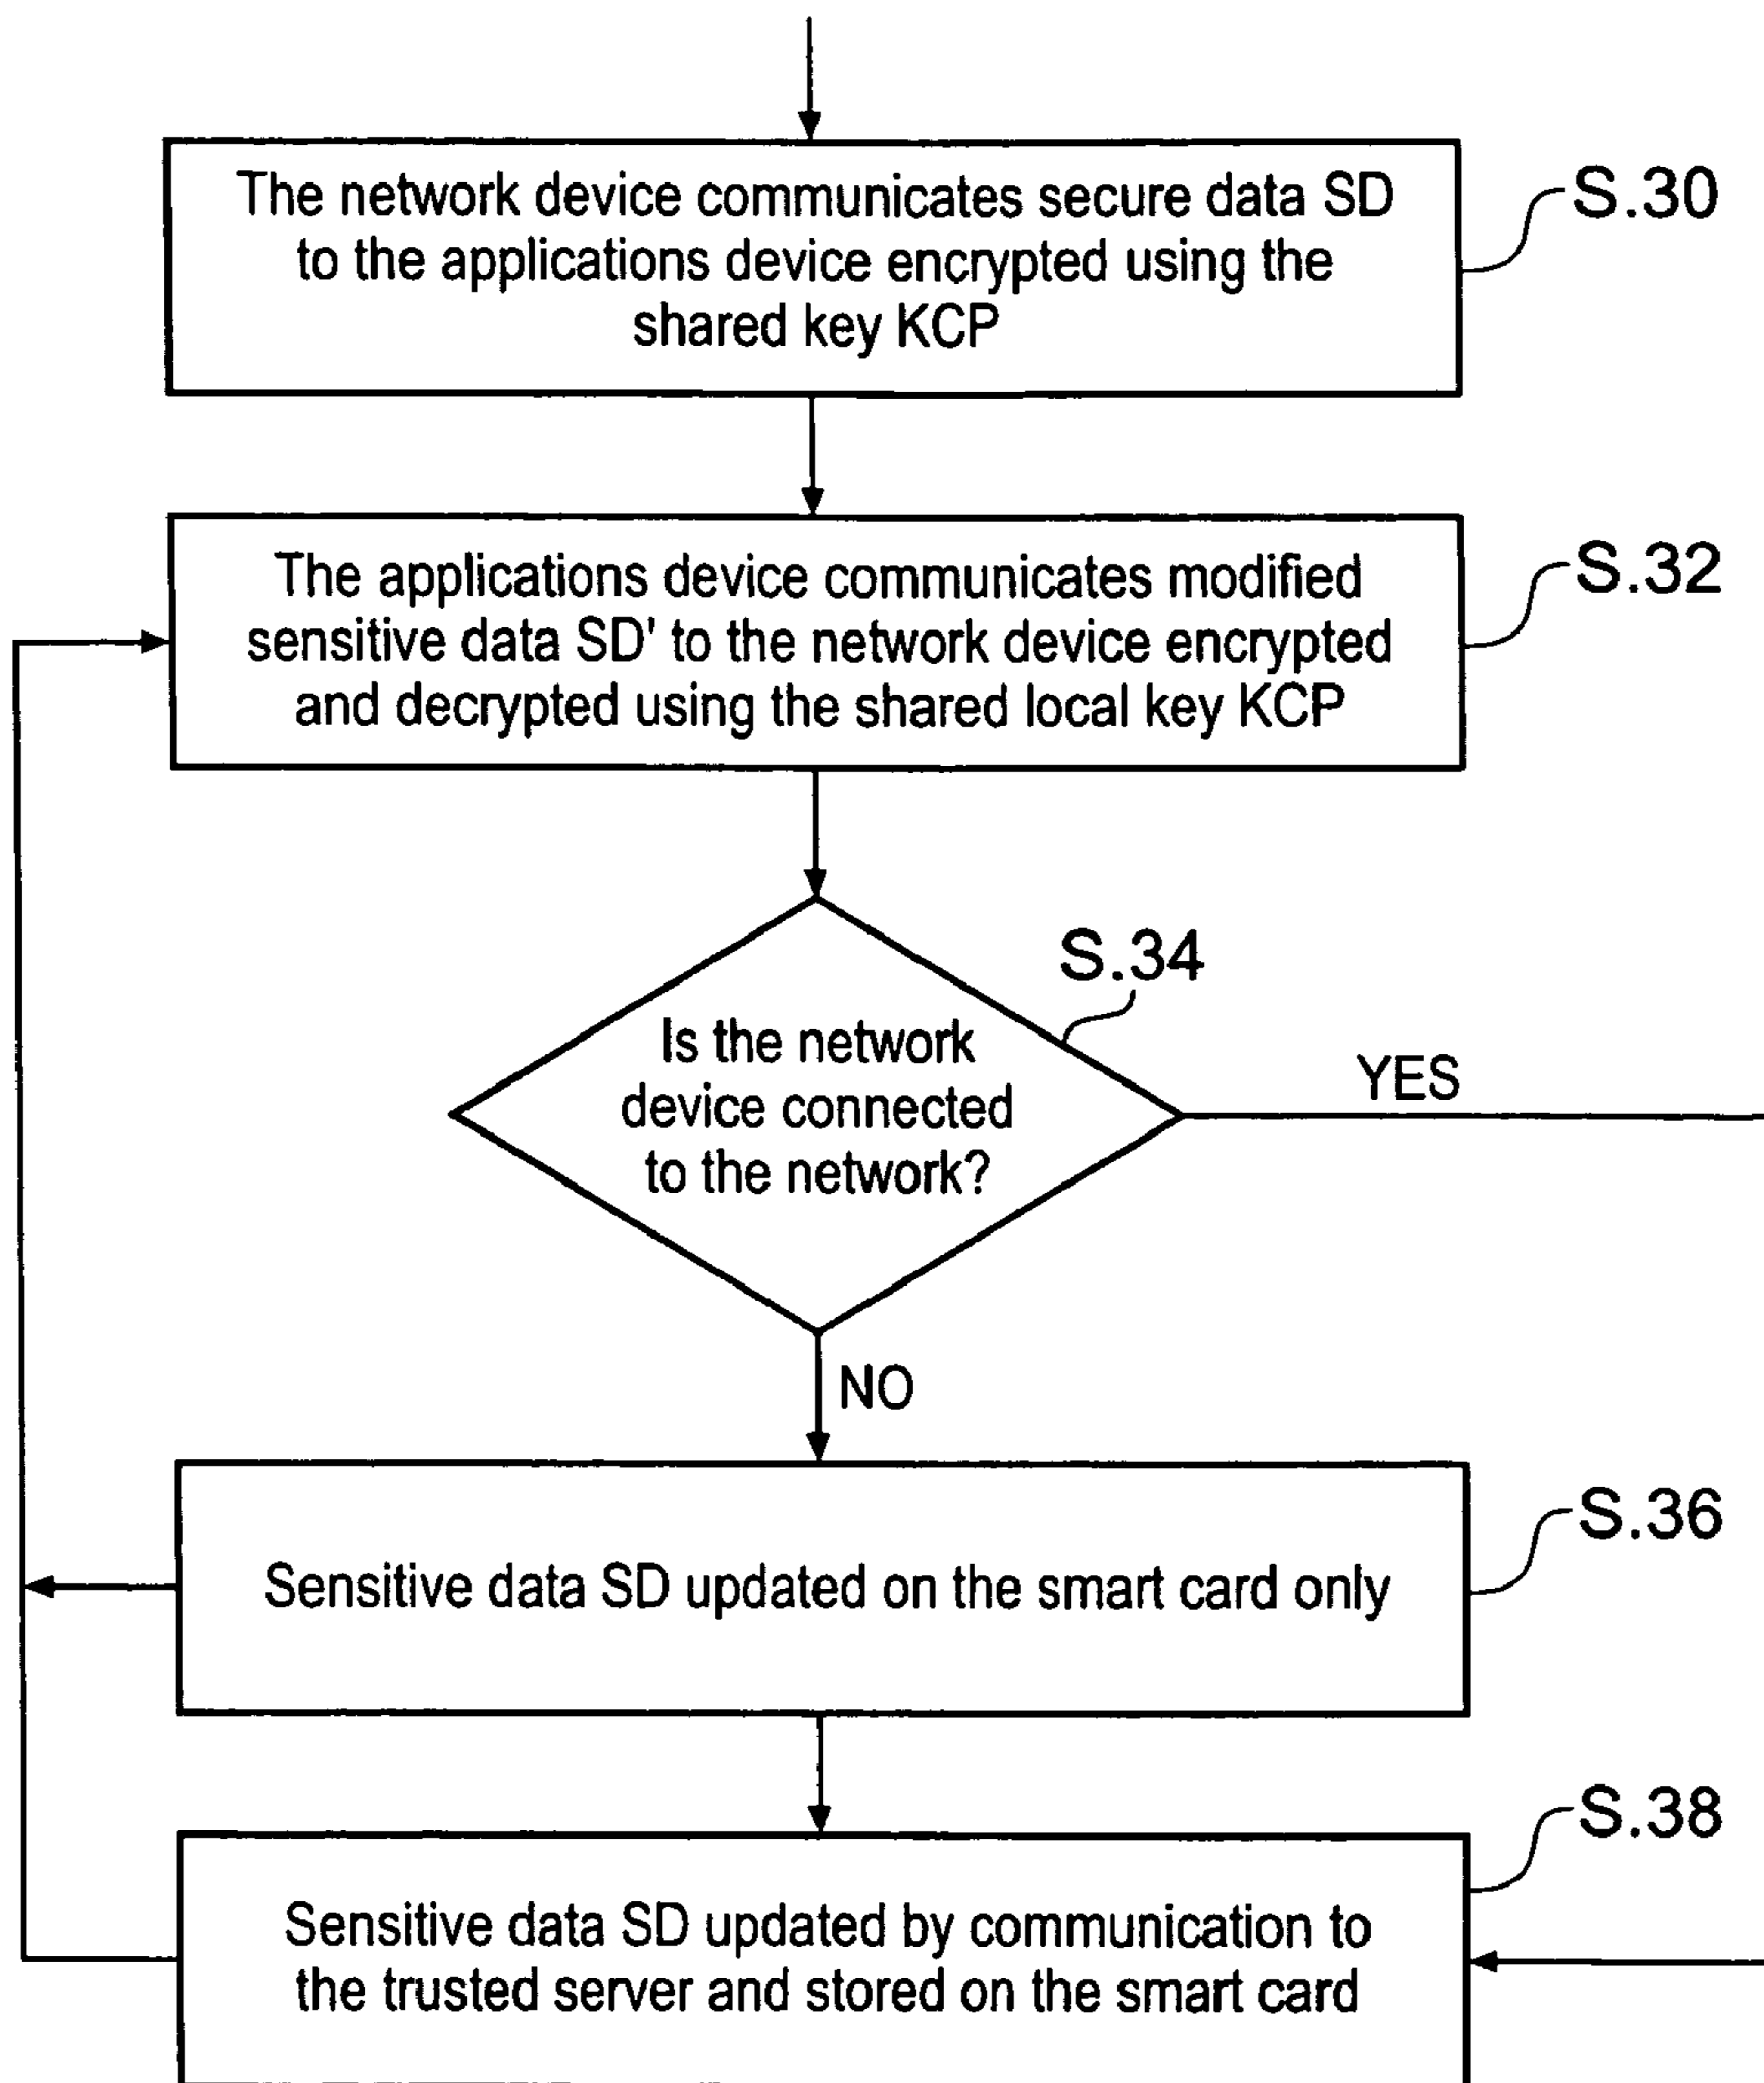 The network device communicates secure data SD
to the applications device encrypted using the
shared key KCP
S.30
The applications device communicates modified
sensitive data SD' to the network device encrypted
and decrypted using the shared local key KCP
S.32
S.34
Is the network
device connected
to the network?
YES
NO
Sensitive data SD updated on the smart card only
S.36
Sensitive data SD updated by communication to
the trusted server and stored on the smart card
S.38